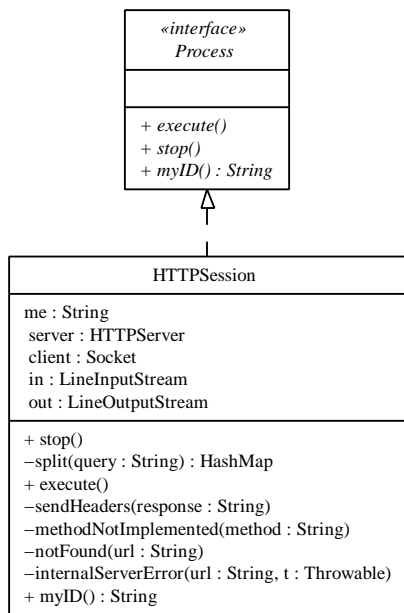 «interface»
Process
+ execute()
+ stop()
+ myID() : String
HTTPSession
me : String
server : HTTPServer
client : Socket
in : LineInputStream
out : LineOutputStream
+ stop()
−split(query : String) : HashMap
+ execute()
−sendHeaders(response : String)
−methodNotImplemented(method : String)
−notFound(url : String)
−internalServerError(url : String, t : Throwable)
+ myID() : String